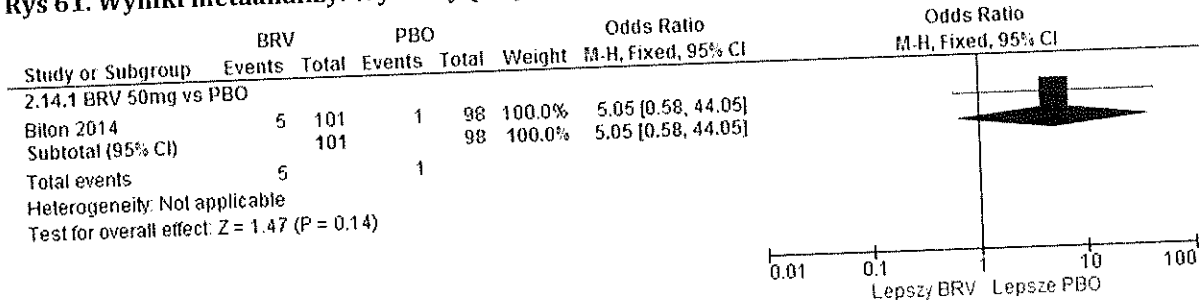 Rys 61. Wyniki metaanalizy:
BRV PBO Odds Ratio Odds Ratio
Study or Subgroup Events Total Events Total Weight M-H, Fixed, 95% CI M-H, Fixed, 95% CI
2.14.1 BRV 50mg vs PBO
Biton 2014 5 101 1 98 100.0% 5.05 [0.58, 44.05]
Subtotal (95% CI) 101 98 100.0% 5.05 [0.58, 44.05]
Total events 5 1
Heterogeneity: Not applicable
Test for overall effect: Z = 1.47 (P = 0.14)
0.01 0.1 1 10 100
Lepszy BRV Lepsze PBO